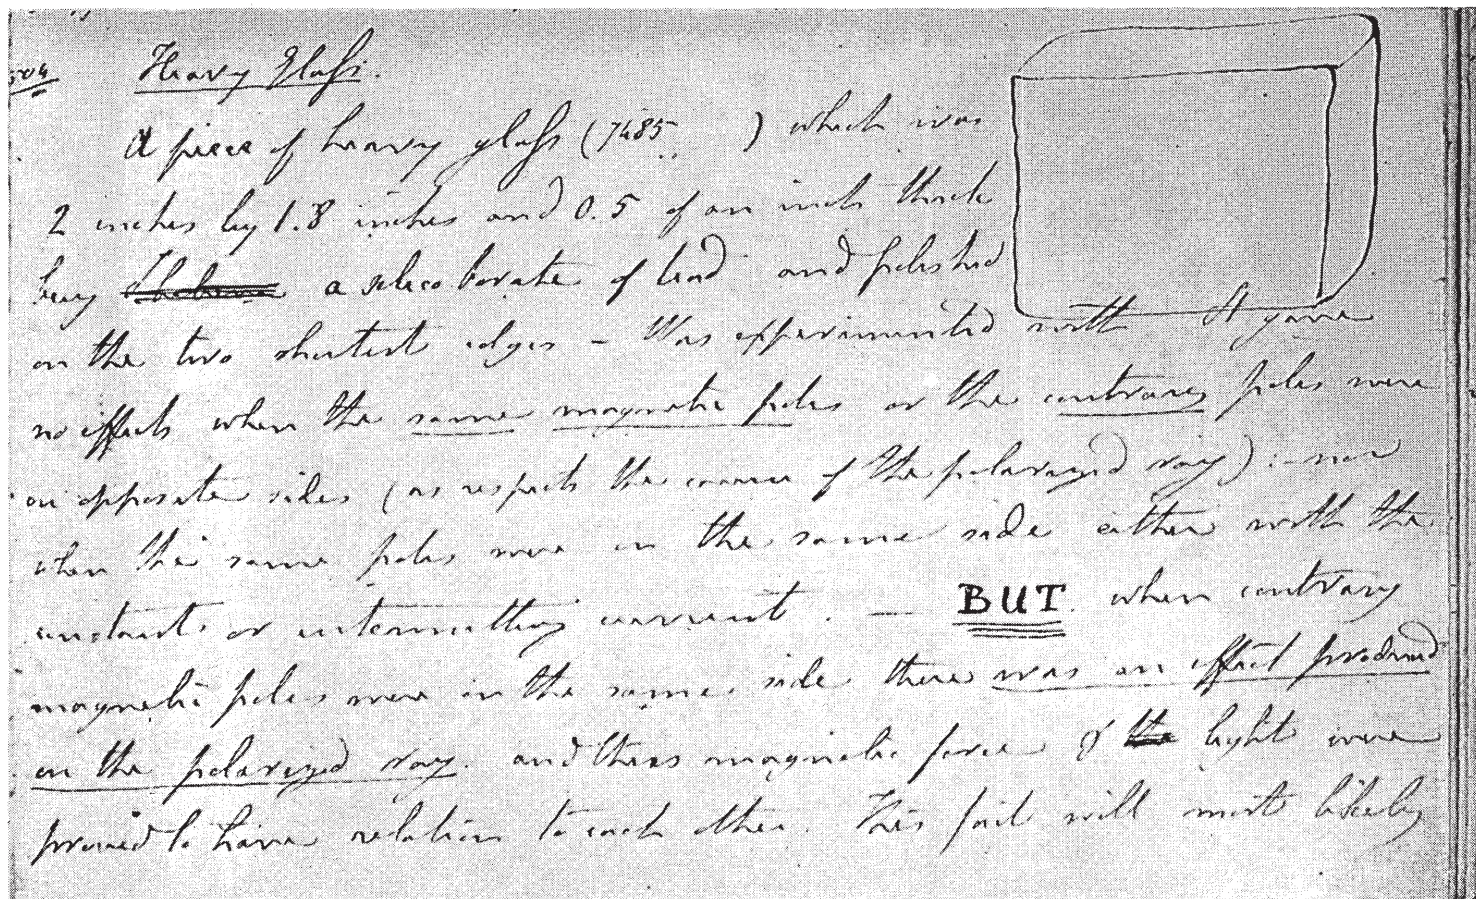 504 Heavy Glass.
A piece of heavy glass (7485 ) which was
2 inches by 1.8 inches and 0.5 of an inch thick
being a silico borate of lead and polished
on the two shortest edges - Was experimented with It gave
no effects when the same magnetic poles or the contrary poles were
on opposite sides (as respects the course of the polarized ray) :- nor
when the same poles were on the same side either with the
constant or intermitting current. — BUT when contrary
magnetic poles were on the same side there was an effect produced
on the polarized ray. and thus magnetic force & light were
proved to have relation to each other. This fact will most likely